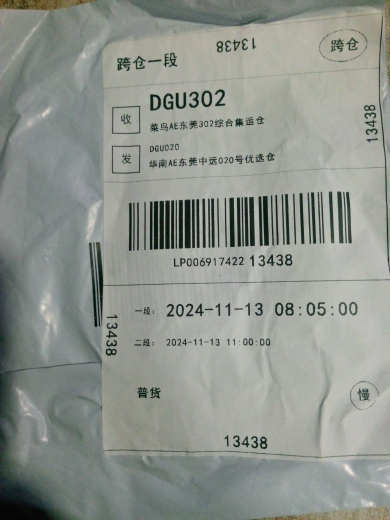 13438
跨仓一段
跨仓
收
DGU302
菜鸟AE东莞302综合集运仓
发
DGU020
华南AE东莞中远020号优选仓
13438
LP00691742213438
13438
一段: 2024-11-13 08:05:00
二段: 2024-11-13 11:00:00
普货
慢
13438